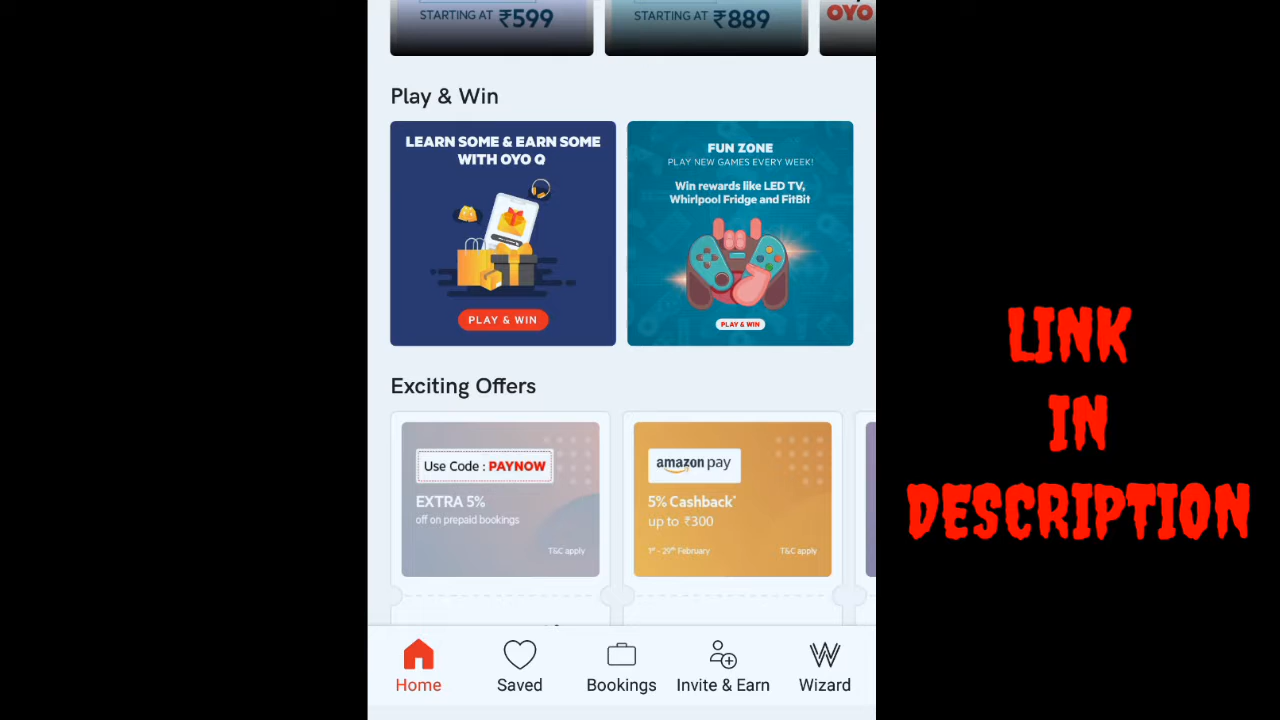 STARTING AT ₹599
STARTING AT ₹889
OYO
Play & Win
LEARN SOME & EARN SOME
WITH OYO Q
PLAY & WIN
FUN ZONE
PLAY NEW GAMES EVERY WEEK!
Win rewards like LED TV,
Whirlpool Fridge and FitBit
PLAY & WIN
Exciting Offers
Use Code : PAYNOW
EXTRA 5%
off on prepaid bookings
T&C apply
amazon pay
5% Cashback*
up to ₹300
1st - 29th February
T&C apply
Home
Saved
Bookings
Invite & Earn
Wizard
LINK
IN
DESCRIPTION